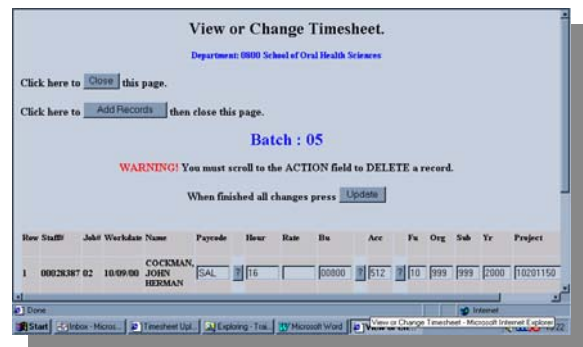 View or Change Timesheet.
Department: 0800 School of Oral Health Sciences
Click here to Close this page.
Click here to Add Records then close this page.
Batch : 05
WARNING! You must scroll to the ACTION field to DELETE a record.
When finished all changes press Update
Row Staff# Job# Workdate Name Paycode Hour Rate Bu Acc Fu Org Sub Yr Project
1 00028387 02 10/09/00 COCKMAN, JOHN HERMAN SAL ? 16 00800 ? 512 ? 10 999 999 2000 10201150
Done Internet
Start Inbox - Micros... Timesheet Upl... Exploring - Trai... Microsoft Word
View or Change Timesheet - Microsoft Internet Explorer